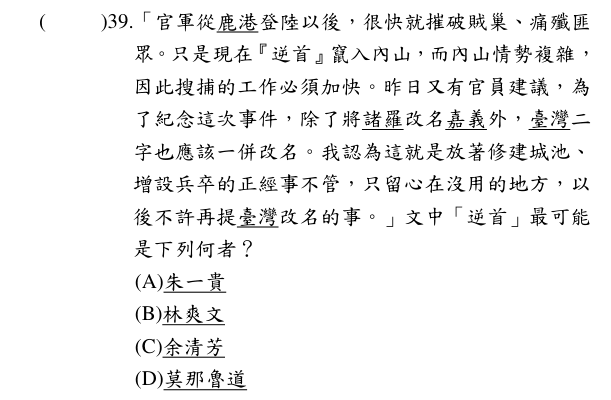 (　　)39.「官軍從鹿港登陸以後，很快就摧破賊巢、痛殲匪
眾。只是現在『逆首』竄入內山，而內山情勢複雜，
因此搜捕的工作必須加快。昨日又有官員建議，為
了紀念這次事件，除了將諸羅改名嘉義外，臺灣二
字也應該一併改名。我認為這就是放著修建城池、
增設兵卒的正經事不管，只留心在沒用的地方，以
後不許再提臺灣改名的事。」文中「逆首」最可能
是下列何者？
(A)朱一貴
(B)林爽文
(C)余清芳
(D)莫那魯道